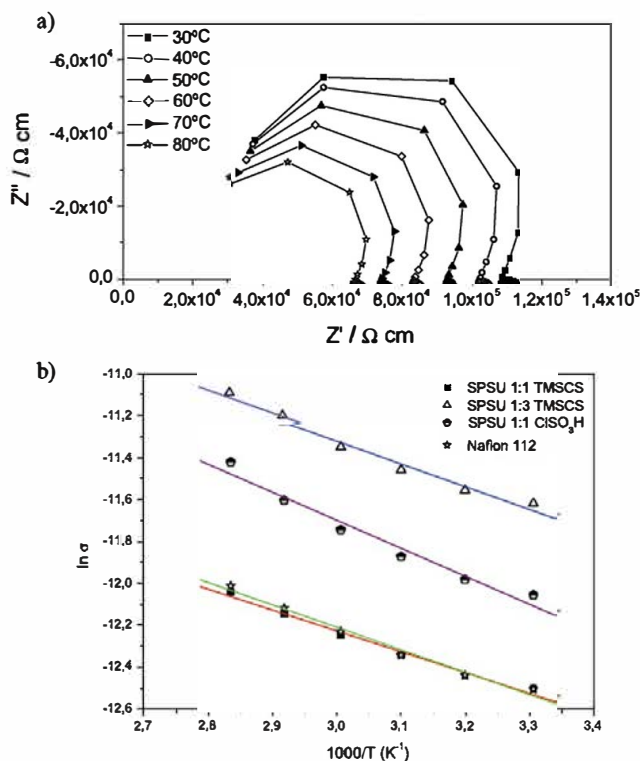 a)
-6,0x10⁴
-4,0x10⁴
-2,0x10⁴
0,0
Z'' / Ω cm
30ºC
40ºC
50ºC
60ºC
70ºC
80ºC
0,0 2,0x10⁴ 4,0x10⁴ 6,0x10⁴ 8,0x10⁴ 1,0x10⁵ 1,2x10⁵ 1,4x10⁵
Z' / Ω cm
b)
-11,0
-11,2
-11,4
-11,6
-11,8
-12,0
-12,2
-12,4
-12,6
ln σ
SPSU 1:1 TMSCS
SPSU 1:3 TMSCS
SPSU 1:1 ClSO₃H
Nafion 112
2,7 2,8 2,9 3,0 3,1 3,2 3,3 3,4
1000/T (K⁻¹)